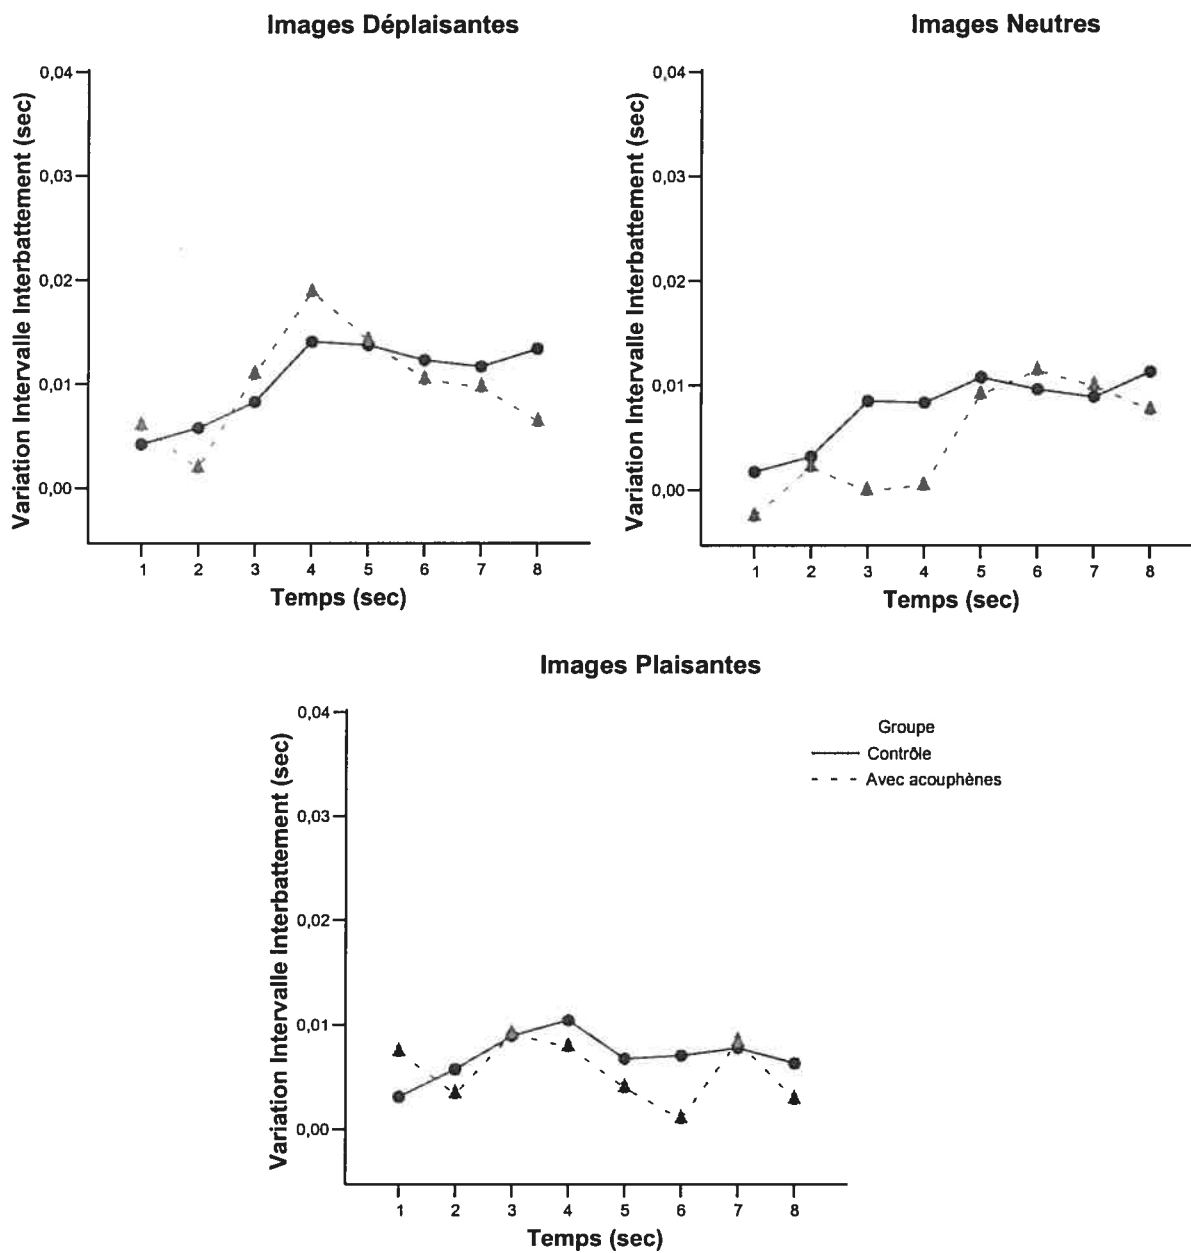 Images Déplaisantes
Variation Intervalle Interbattement (sec)
0,04
0,03
0,02
0,01
0,00
1 2 3 4 5 6 7 8
Temps (sec)
Images Neutres
Variation Intervalle Interbattement (sec)
0,04
0,03
0,02
0,01
0,00
1 2 3 4 5 6 7 8
Temps (sec)
Images Plaisantes
Variation Intervalle Interbattement (sec)
0,04
0,03
0,02
0,01
0,00
1 2 3 4 5 6 7 8
Temps (sec)
Groupe
Contrôle
Avec acouphènes